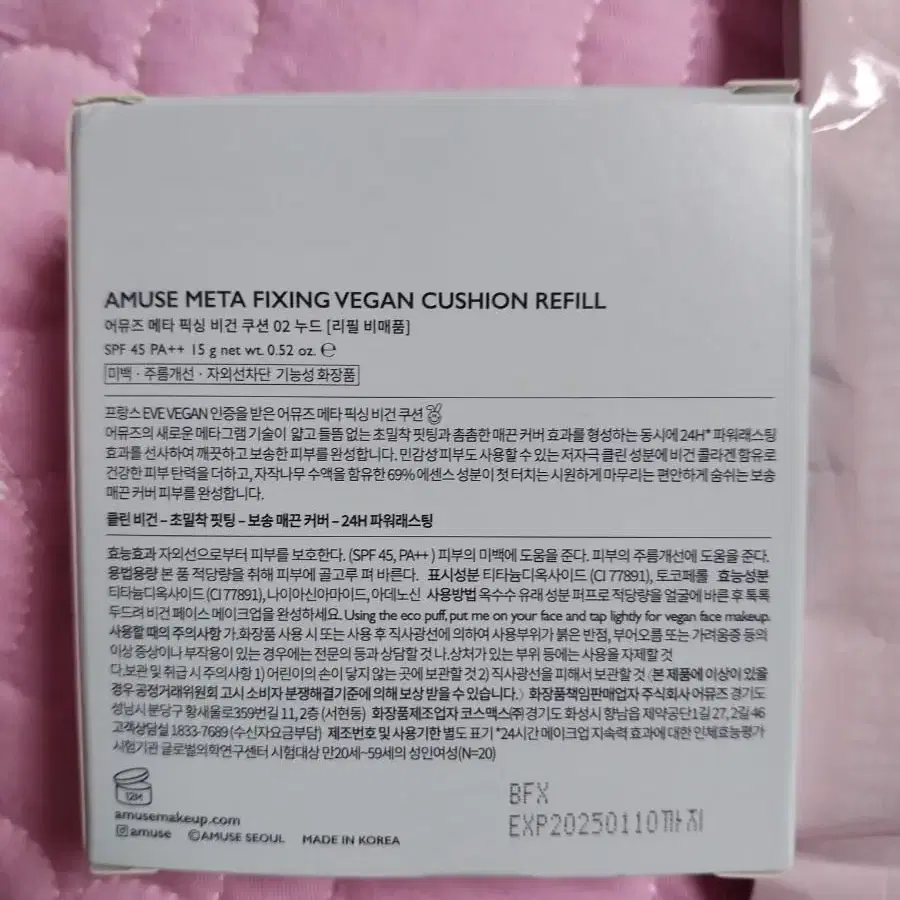 AMUSE META FIXING VEGAN CUSHION REFILL
어뮤즈 메타 픽싱 비건 쿠션 02 누드 [리필 비매품]
SPF 45 PA++ 15 g net wt. 0.52 oz. ℮
미백 · 주름개선 · 자외선차단 기능성 화장품
프랑스 EVE VEGAN 인증을 받은 어뮤즈 메타 픽싱 비건 쿠션
어뮤즈의 새로운 메타그램 기술이 얇고 들뜸 없는 초밀착 핏팅과 촘촘한 매끈 커버 효과를 형성하는 동시에 24H* 파워래스팅
효과를 선사하여 깨끗하고 보송한 피부를 완성합니다. 민감성 피부도 사용할 수 있는 저자극 클린 성분에 비건 콜라겐 함유로
건강한 피부 탄력을 더하고, 자작나무 수액을 함유한 69% 에센스 성분이 첫 터치는 시원하게 마무리는 편안하게 숨쉬는 보송
매끈 커버 피부를 완성합니다.
클린 비건 – 초밀착 핏팅 – 보송 매끈 커버 – 24H 파워래스팅
효능효과 자외선으로부터 피부를 보호한다. (SPF 45, PA++ ) 피부의 미백에 도움을 준다. 피부의 주름개선에 도움을 준다.
용법용량 본 품 적당량을 취해 피부에 골고루 펴 바른다. 표시성분 티타늄디옥사이드 (CI 77891), 토코페롤 효능성분
티타늄디옥사이드 (CI 77891), 나이아신아마이드, 아데노신 사용방법 옥수수 유래 성분 퍼프로 적당량을 얼굴에 바른 후 톡톡
두드려 비건 페이스 메이크업을 완성하세요. Using the eco puff, put me on your face and tap lightly for vegan face makeup.
사용할 때의 주의사항 가.화장품 사용 시 또는 사용 후 직사광선에 의하여 사용부위가 붉은 반점, 부어오름 또는 가려움증 등의
이상 증상이나 부작용이 있는 경우에는 전문의 등과 상담할 것 나.상처가 있는 부위 등에는 사용을 자제할 것
다.보관 및 취급 시 주의사항 1) 어린이의 손이 닿지 않는 곳에 보관할 것 2) 직사광선을 피해서 보관할 것 〈본 제품에 이상이 있을
경우 공정거래위원회 고시 소비자 분쟁해결기준에 의해 보상 받을 수 있습니다.〉 화장품책임판매업자 주식회사 어뮤즈 경기도
성남시 분당구 황새울로359번길 11, 2층 (서현동) 화장품제조업자 코스맥스㈜ 경기도 화성시 향남읍 제약공단1길 27, 2길 46
고객상담실 1833-7689 (수신자요금부담) 제조번호 및 사용기한 별도 표기 *24시간 메이크업 지속력 효과에 대한 인체효능평가
시험기관 글로벌의학연구센터 시험대상 만20세~59세의 성인여성(N=20)
12M
amusemakeup.com
amuse ©AMUSE SEOUL MADE IN KOREA
BFX
EXP20250110까지